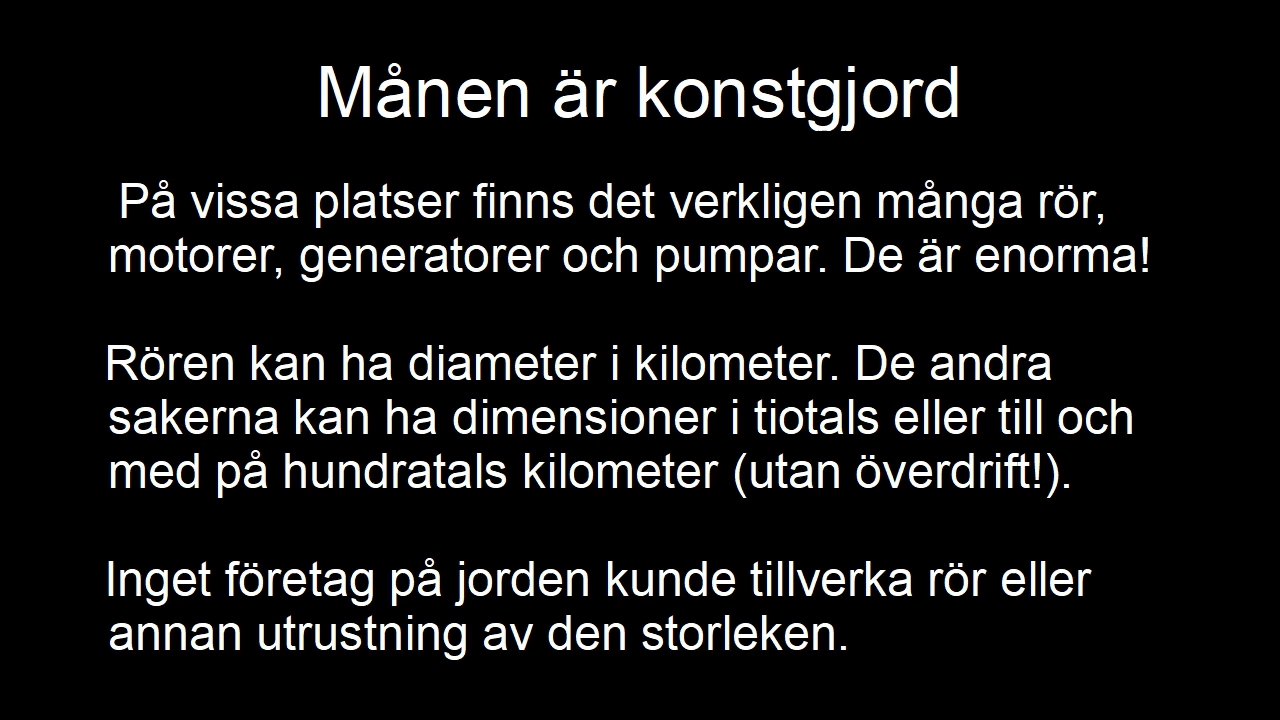 Månen är konstgjord
På vissa platser finns det verkligen många rör,
motorer, generatorer och pumpar. De är enorma!
Rören kan ha diameter i kilometer. De andra
sakerna kan ha dimensioner i tiotals eller till och
med på hundratals kilometer (utan överdrift!).
Inget företag på jorden kunde tillverka rör eller
annan utrustning av den storleken.